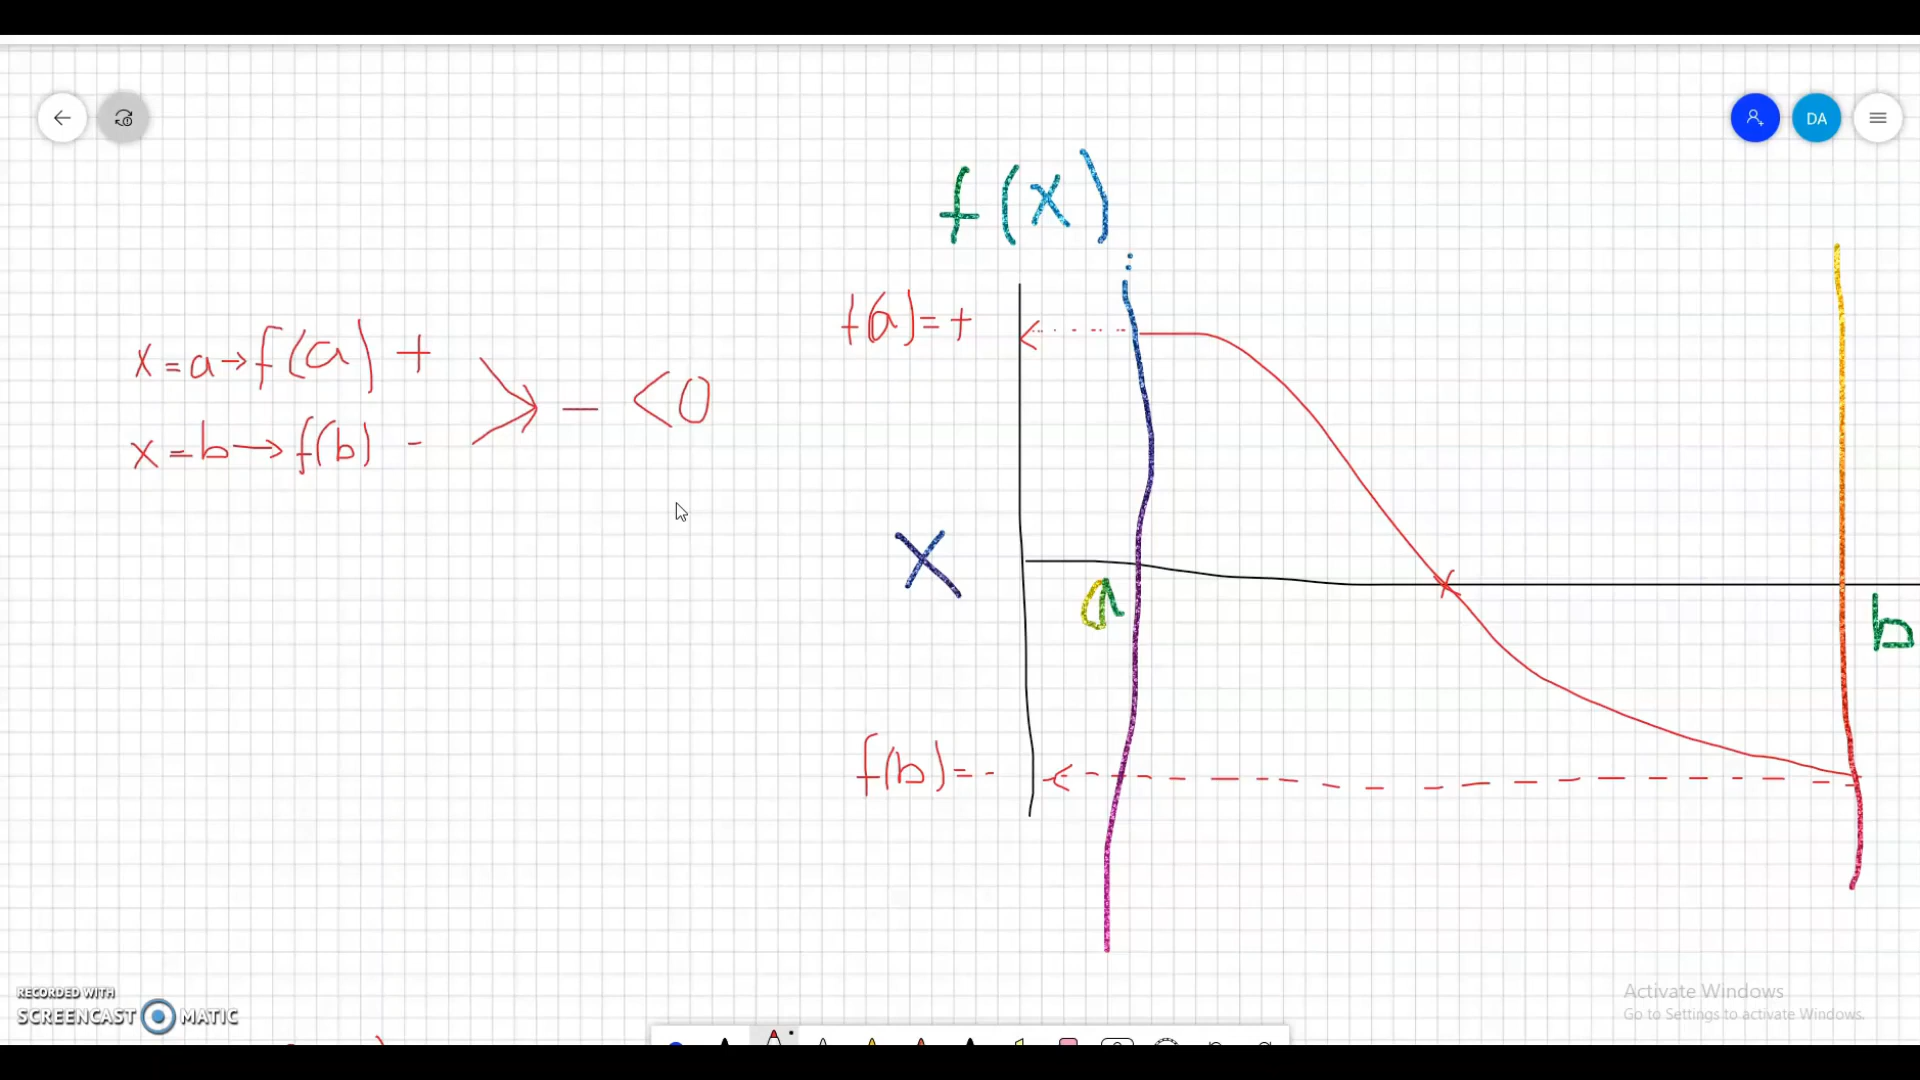 DA
f(x)
f(a)=+
x=a→f(a) +
- <0
x=b→f(b) -
x
a
b
f(b)=-
RECORDED WITH
SCREENCAST MATIC
Activate Windows
Go to Settings to activate Windows.